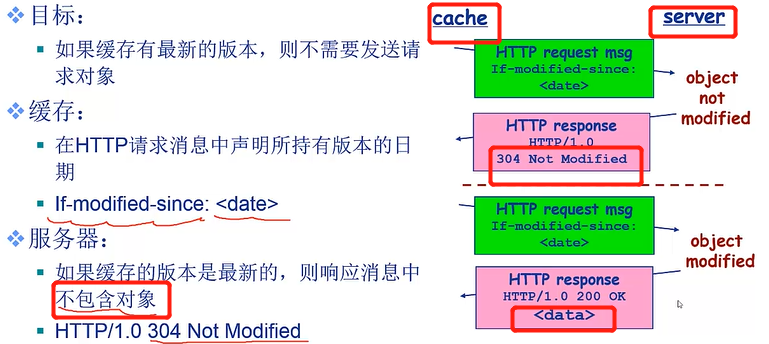 目标：
如果缓存有最新的版本，则不需要发送请
求对象
缓存：
在HTTP请求消息中声明所持有版本的日
期
If-modified-since: <date>
服务器：
如果缓存的版本是最新的，则响应消息中
不包含对象
HTTP/1.0 304 Not Modified
cache
server
HTTP request msg
If-modified-since:
<date>
object
not
modified
HTTP response
HTTP/1.0
304 Not Modified
HTTP request msg
If-modified-since:
<date>
object
modified
HTTP response
HTTP/1.0 200 OK
<data>